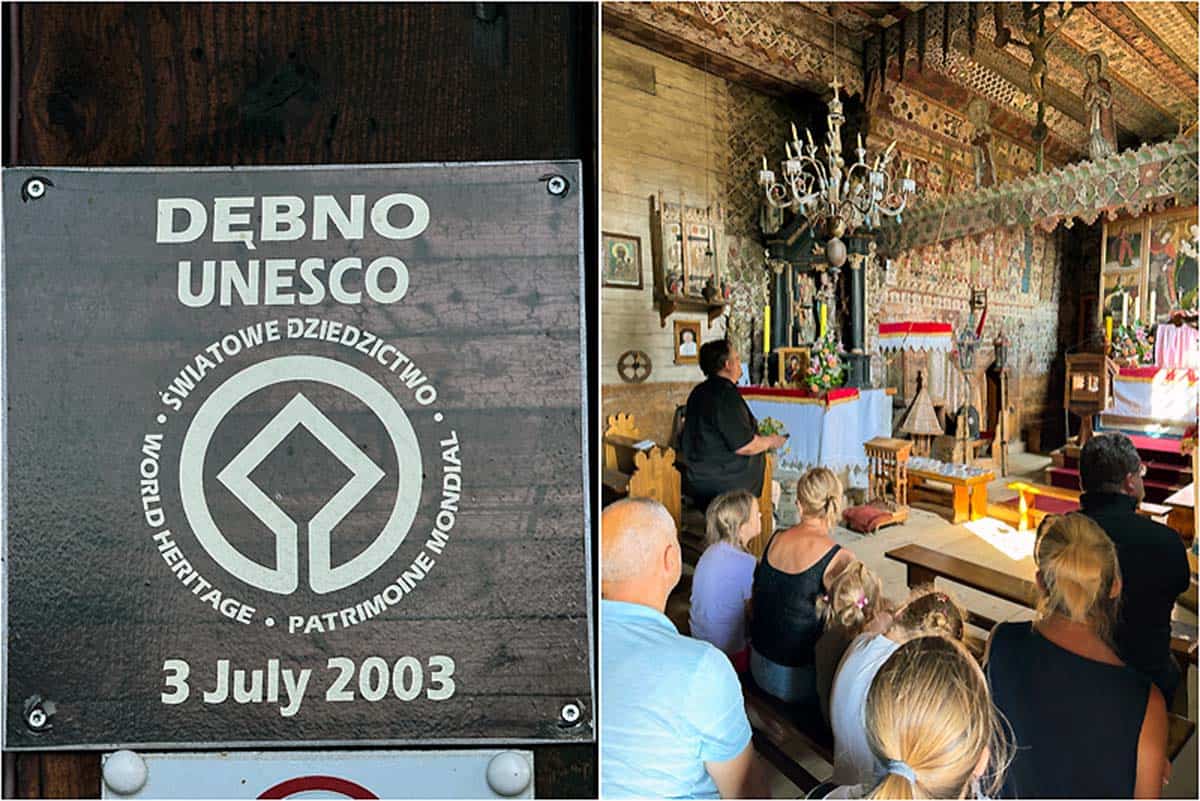 DĘBNO
UNESCO
ŚWIATOWE DZIEDZICTWO •
• WORLD HERITAGE •
PATRIMOINE MONDIAL
3 July 2003